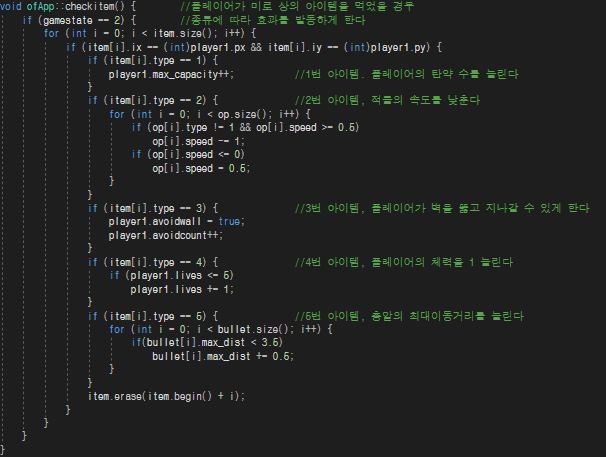 void ofApp::checkitem() {        //플레이어가 미로 상의 아이템을 먹었을 경우
    if (gamestate == 2) {        //종류에 따라 효과를 발동하게 한다
        for (int i = 0; i < item.size(); i++) {
            if (item[i].ix == (int)player1.px && item[i].iy == (int)player1.py) {
                if (item[i].type == 1) {
                    player1.max_capacity++;            //1번 아이템, 플레이어의 탄약 수를 늘린다
                }
                if (item[i].type == 2) {               //2번 아이템, 적들의 속도를 낮춘다
                    for (int i = 0; i < op.size(); i++) {
                        if (op[i].type != 1 && op[i].speed >= 0.5)
                            op[i].speed -= 1;
                        if (op[i].speed <= 0)
                            op[i].speed = 0.5;
                    }
                }
                if (item[i].type == 3) {               //3번 아이템, 플레이어가 벽을 뚫고 지나갈 수 있게 한다
                    player1.avoidwall = true;
                    player1.avoidcount++;
                }
                if (item[i].type == 4) {               //4번 아이템, 플레이어의 체력을 1 늘린다
                    if (player1.lives <= 5)
                        player1.lives += 1;
                }
                if (item[i].type == 5) {               //5번 아이템, 총알의 최대이동거리를 늘린다
                    for (int i = 0; i < bullet.size(); i++) {
                        if(bullet[i].max_dist < 3.5)
                            bullet[i].max_dist += 0.5;
                    }
                }
                item.erase(item.begin() + i);
            }
        }
    }
}